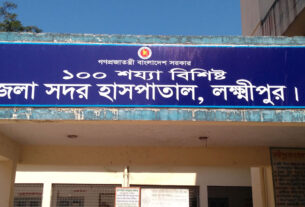 গণপ্রজাতন্ত্রী বাংলাদেশ সরকার
১০০ শয্যা বিশিষ্ট
জেলা সদর হাসপাতাল, লক্ষ্মীপুর।